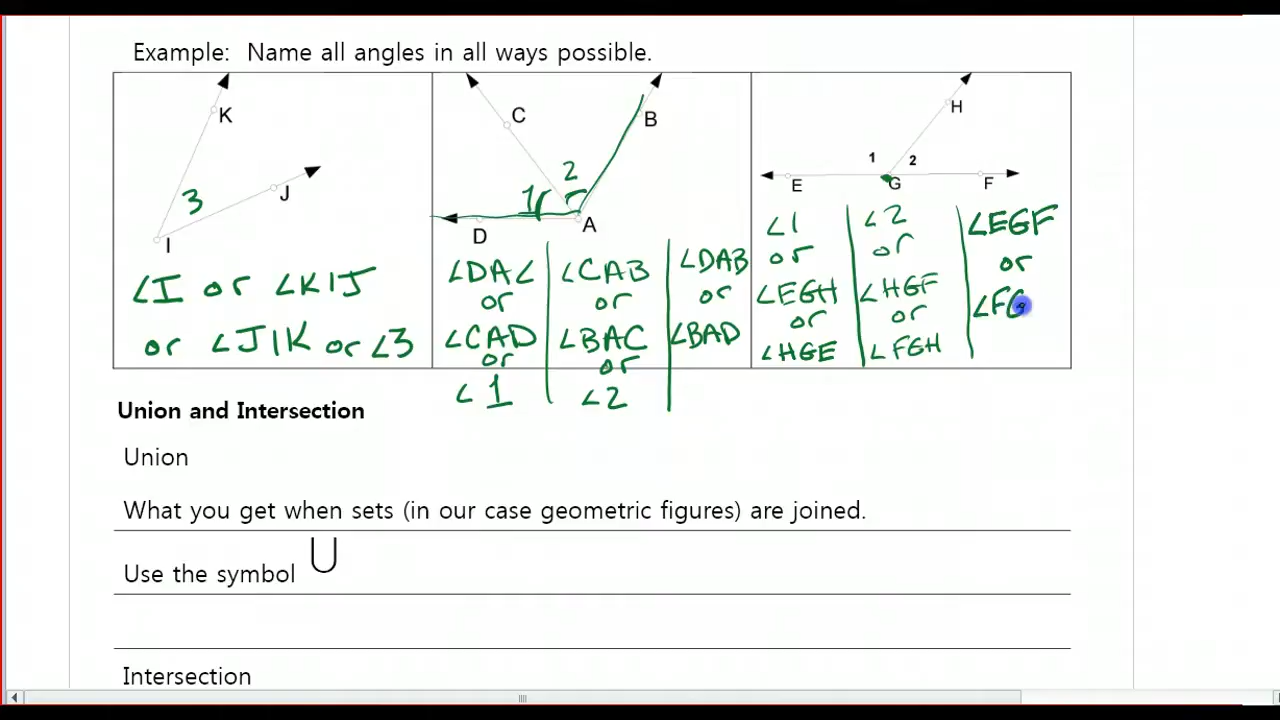 Example: Name all angles in all ways possible.
K
J
I
3
∠I or ∠KIJ
or ∠JIK or ∠3
C
B
2
1
A
D
∠DAC
or
∠CAD
or
∠1
∠CAB
or
∠BAC
or
∠2
∠DAB
or
∠BAD
H
1
2
E
G
F
∠1
or
∠EGH
or
∠HGE
∠2
or
∠HGF
or
∠FGH
∠EGF
or
∠FG
Union and Intersection
Union
What you get when sets (in our case geometric figures) are joined.
Use the symbol U
Intersection